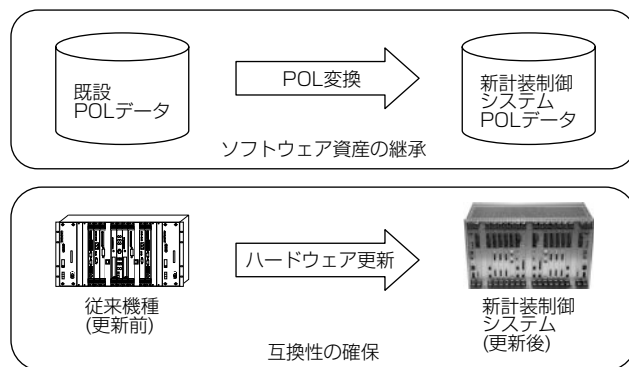 既設
POLデータ
POL変換
新計装制御
システム
POLデータ
ソフトウェア資産の継承
従来機種
(更新前)
ハードウェア更新
新計装制御
システム
(更新後)
互換性の確保